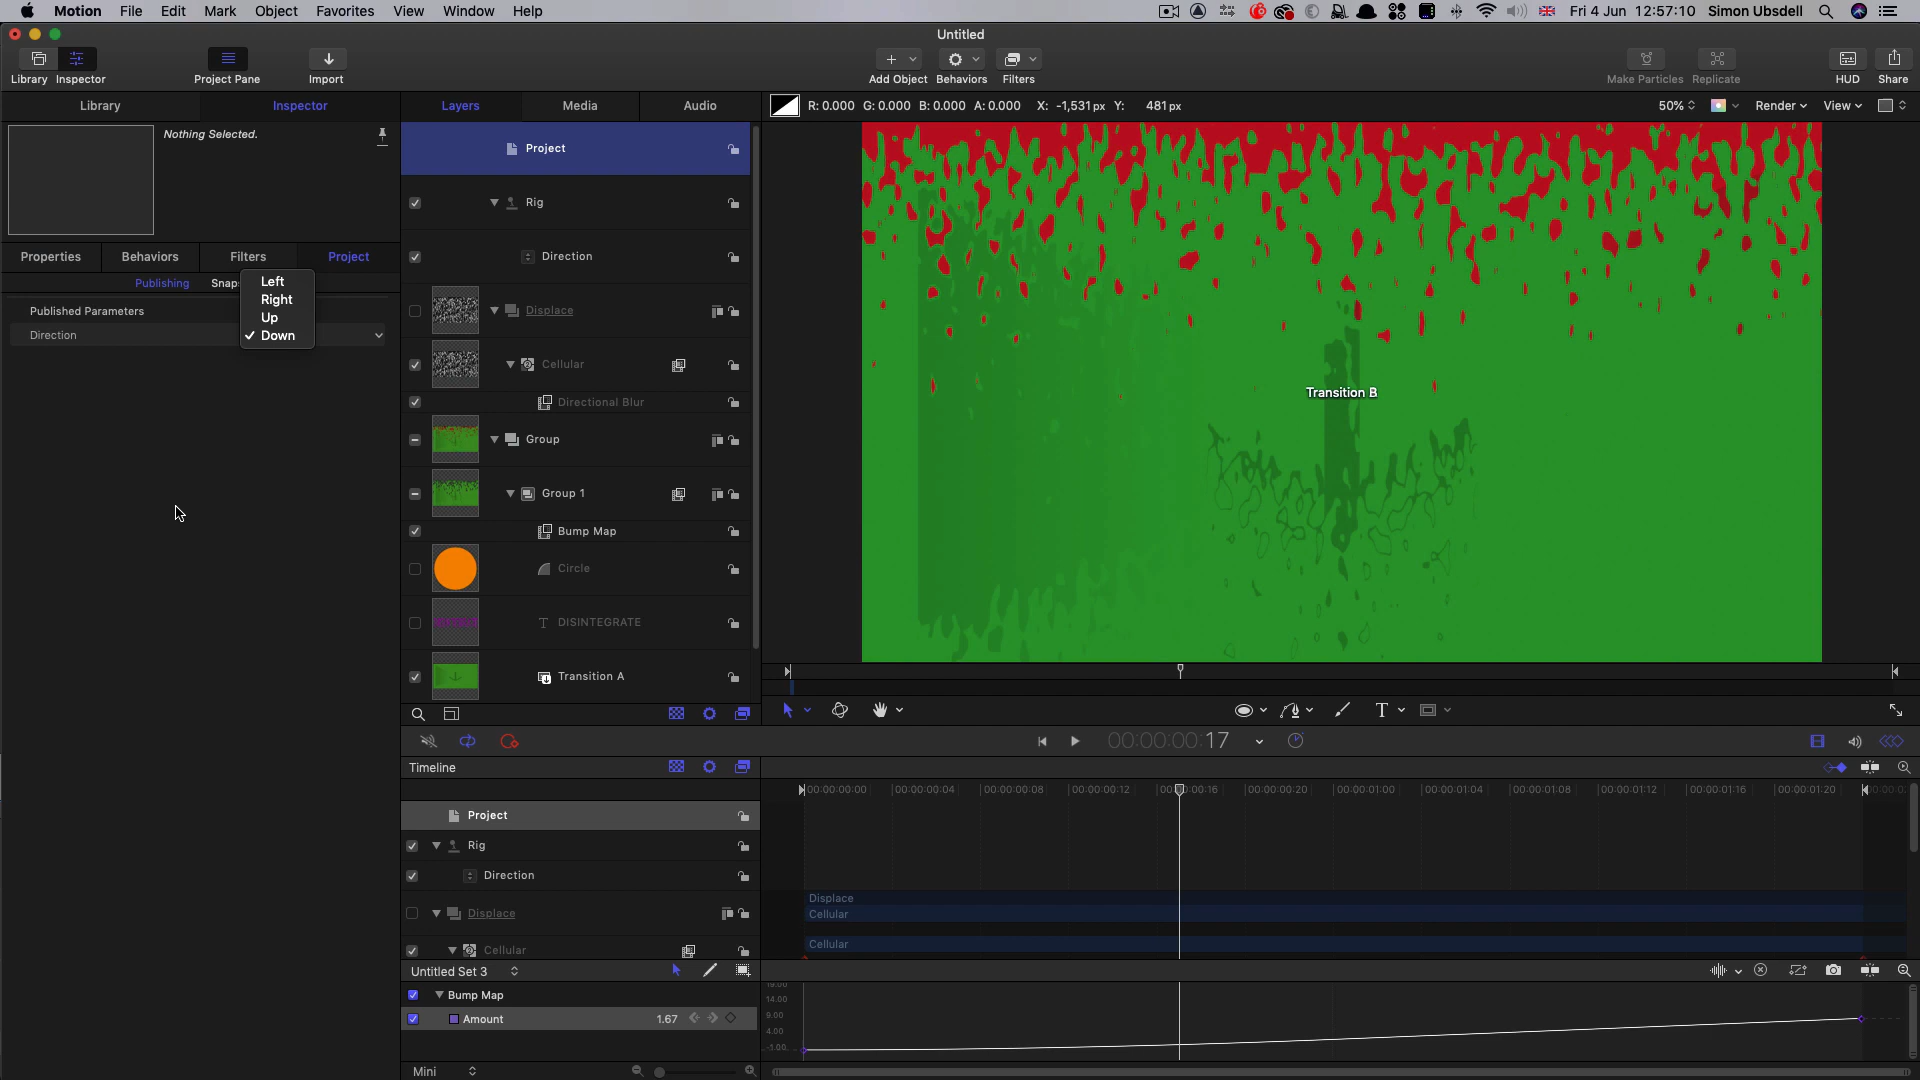 Motion File Edit Mark Object Favorites View Window Help
Fri 4 Jun 12:57:10 Simon Ubsdell
Untitled
Library Inspector Project Pane Import
Add Object Behaviors Filters
Make Particles Replicate HUD Share
Library Inspector
Layers Media Audio
R: 0.000 G: 0.000 B: 0.000 A: 0.000 X: -1,531 px Y: 481 px
50% Render View
Nothing Selected.
Properties Behaviors Filters Project
Publishing Snap
Published Parameters
Direction
Left
Right
Up
Down
Project
Rig
Direction
Displace
Cellular
Directional Blur
Group
Group 1
Bump Map
Circle
DISINTEGRATE
T DISINTEGRATE
Transition A
Transition B
T
00:00:00:17
Timeline
00:00:00:00 00:00:00:04 00:00:00:08 00:00:00:12 00:00:00:16 00:00:00:20 00:00:01:00 00:00:01:04 00:00:01:08 00:00:01:12 00:00:01:16 00:00:01:20
Project
Rig
Direction
Displace
Cellular
Displace
Cellular
Cellular
Untitled Set 3
Bump Map
Amount 1.67
14.00
9.00
4.00
-1.00
Mini